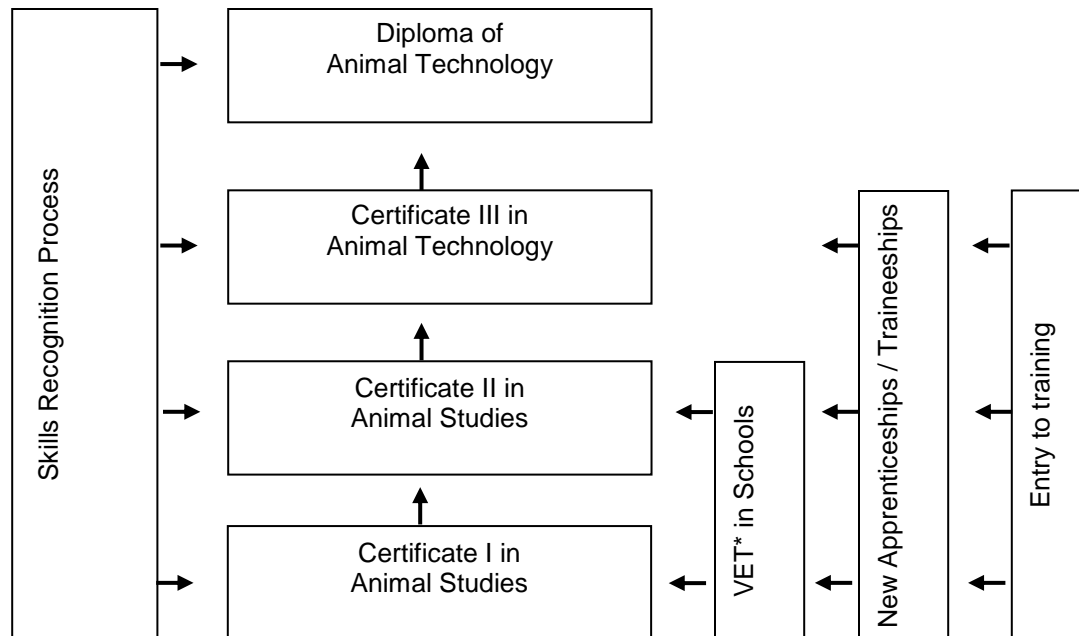 Skills Recognition Process
Diploma of
Animal Technology
Certificate III in
Animal Technology
Certificate II in
Animal Studies
Certificate I in
Animal Studies
VET* in Schools
New Apprenticeships / Traineeships
Entry to training